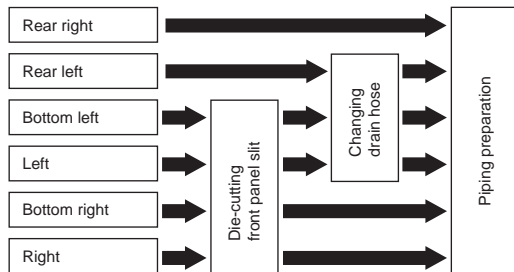 Rear right
Rear left
Bottom left
Left
Bottom right
Right
Die-cutting
front panel slit
Changing
drain hose
Piping preparation